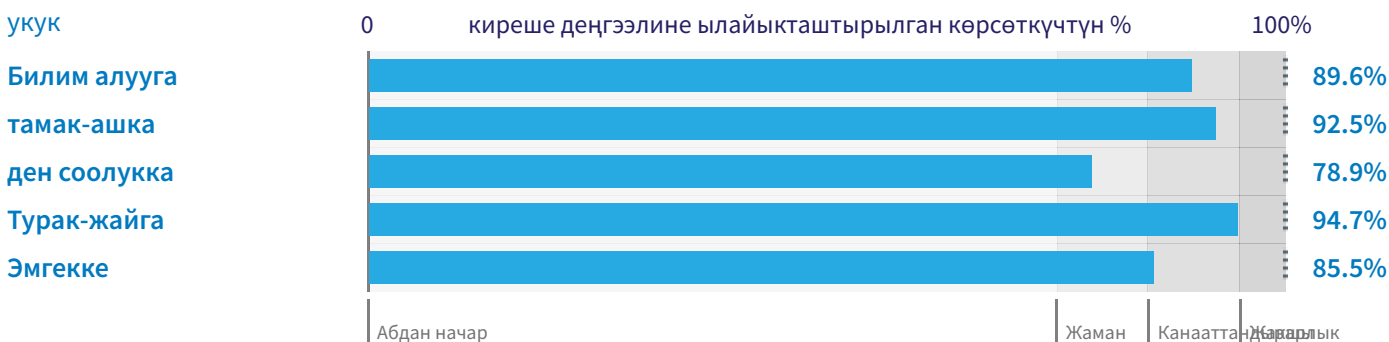 укук 0 киреше деңгээлине ылайыкташтырылган көрсөткүчтүн % 100%
Билим алууга 89.6%
тамак-ашка 92.5%
ден соолукка 78.9%
Турак-жайга 94.7%
Эмгекке 85.5%
Абдан начар Жаман